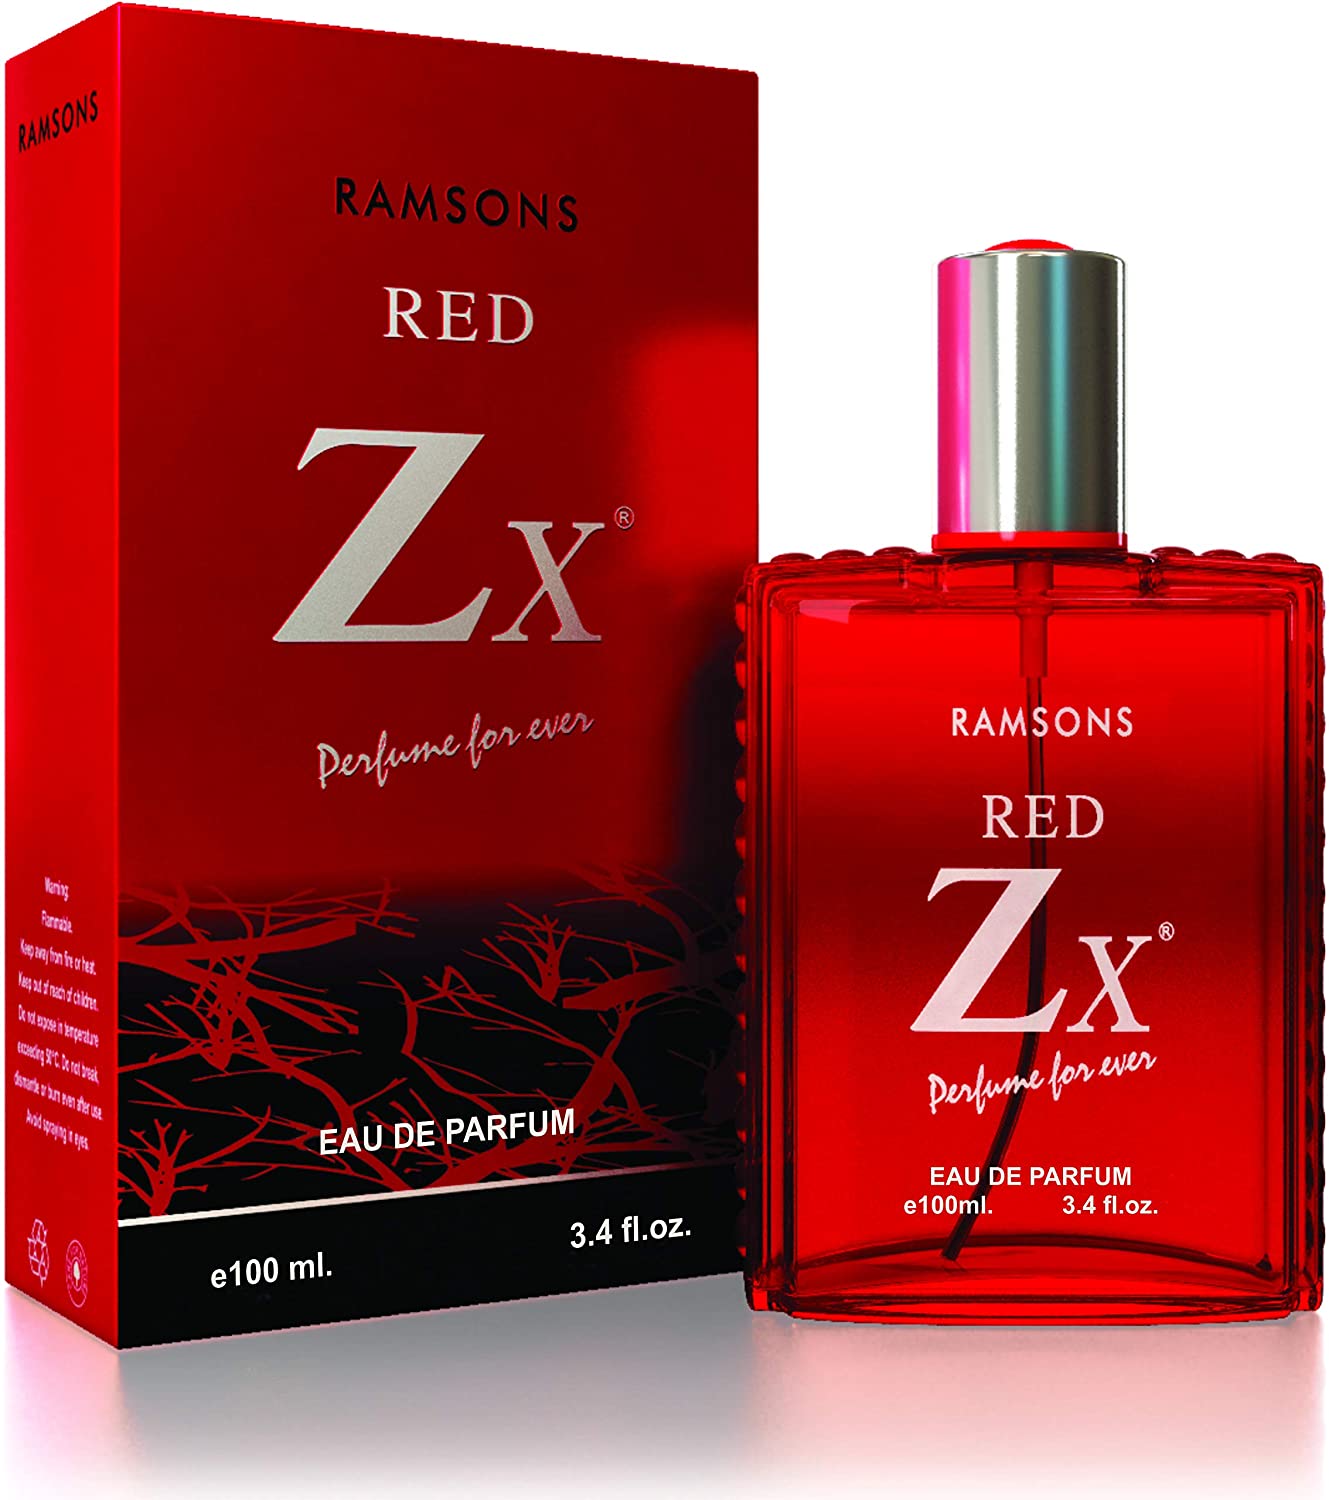 RAMSONS
RAMSONS
RED
Zx®
Perfume for ever
Warning:
Flammable.
Keep away from fire or heat.
Keep out of reach of children.
Do not expose in temperature
exceeding 50°C. Do not break,
dismantle or burn even after use.
Avoid spraying in eyes.
EAU DE PARFUM
e100 ml.
3.4 fl.oz.
RAMSONS
RED
Zx®
Perfume for ever
EAU DE PARFUM
e100ml. 3.4 fl.oz.